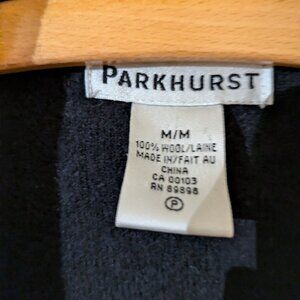 PARKHURST
M/M
100% WOOL/LAINE
MADE IN/FAIT AU
CHINA
CA 00103
RN 89898
P